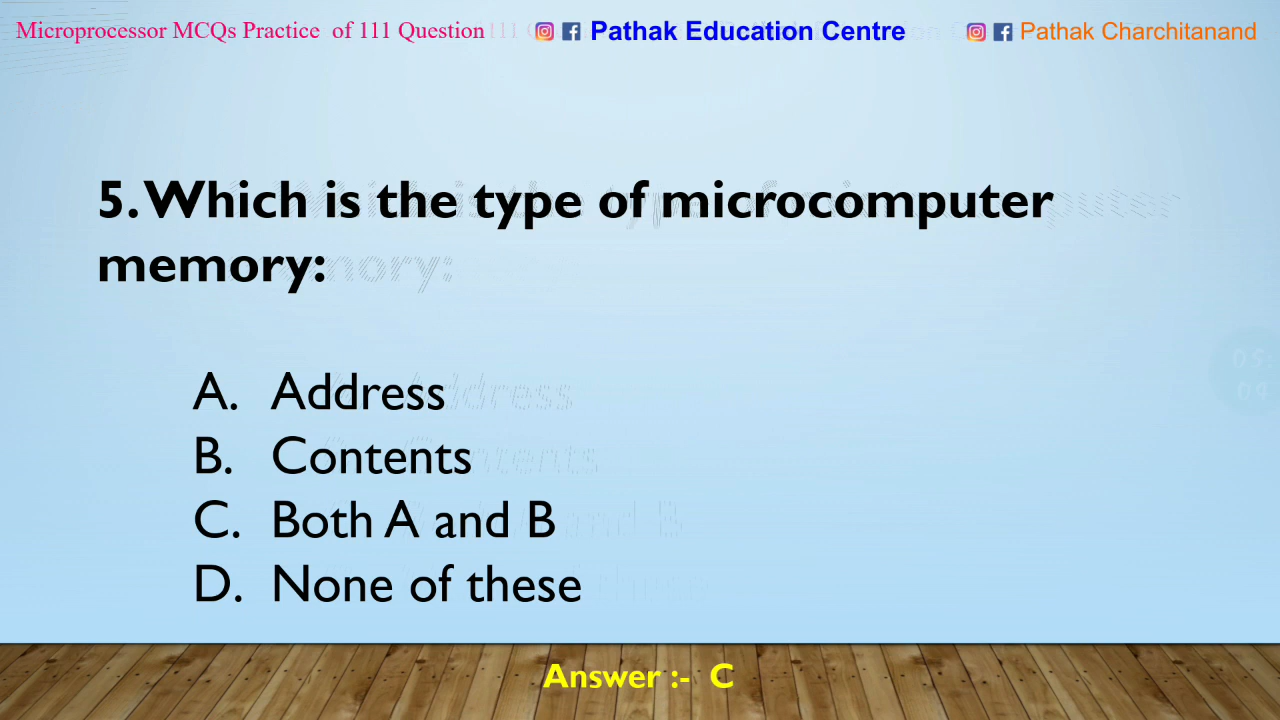 Microprocessor MCQs Practice of 111 Question Pathak Education Centre Pathak Charchitanand
5. Which is the type of microcomputer
memory:
A. Address
B. Contents
C. Both A and B
D. None of these
Answer :- C